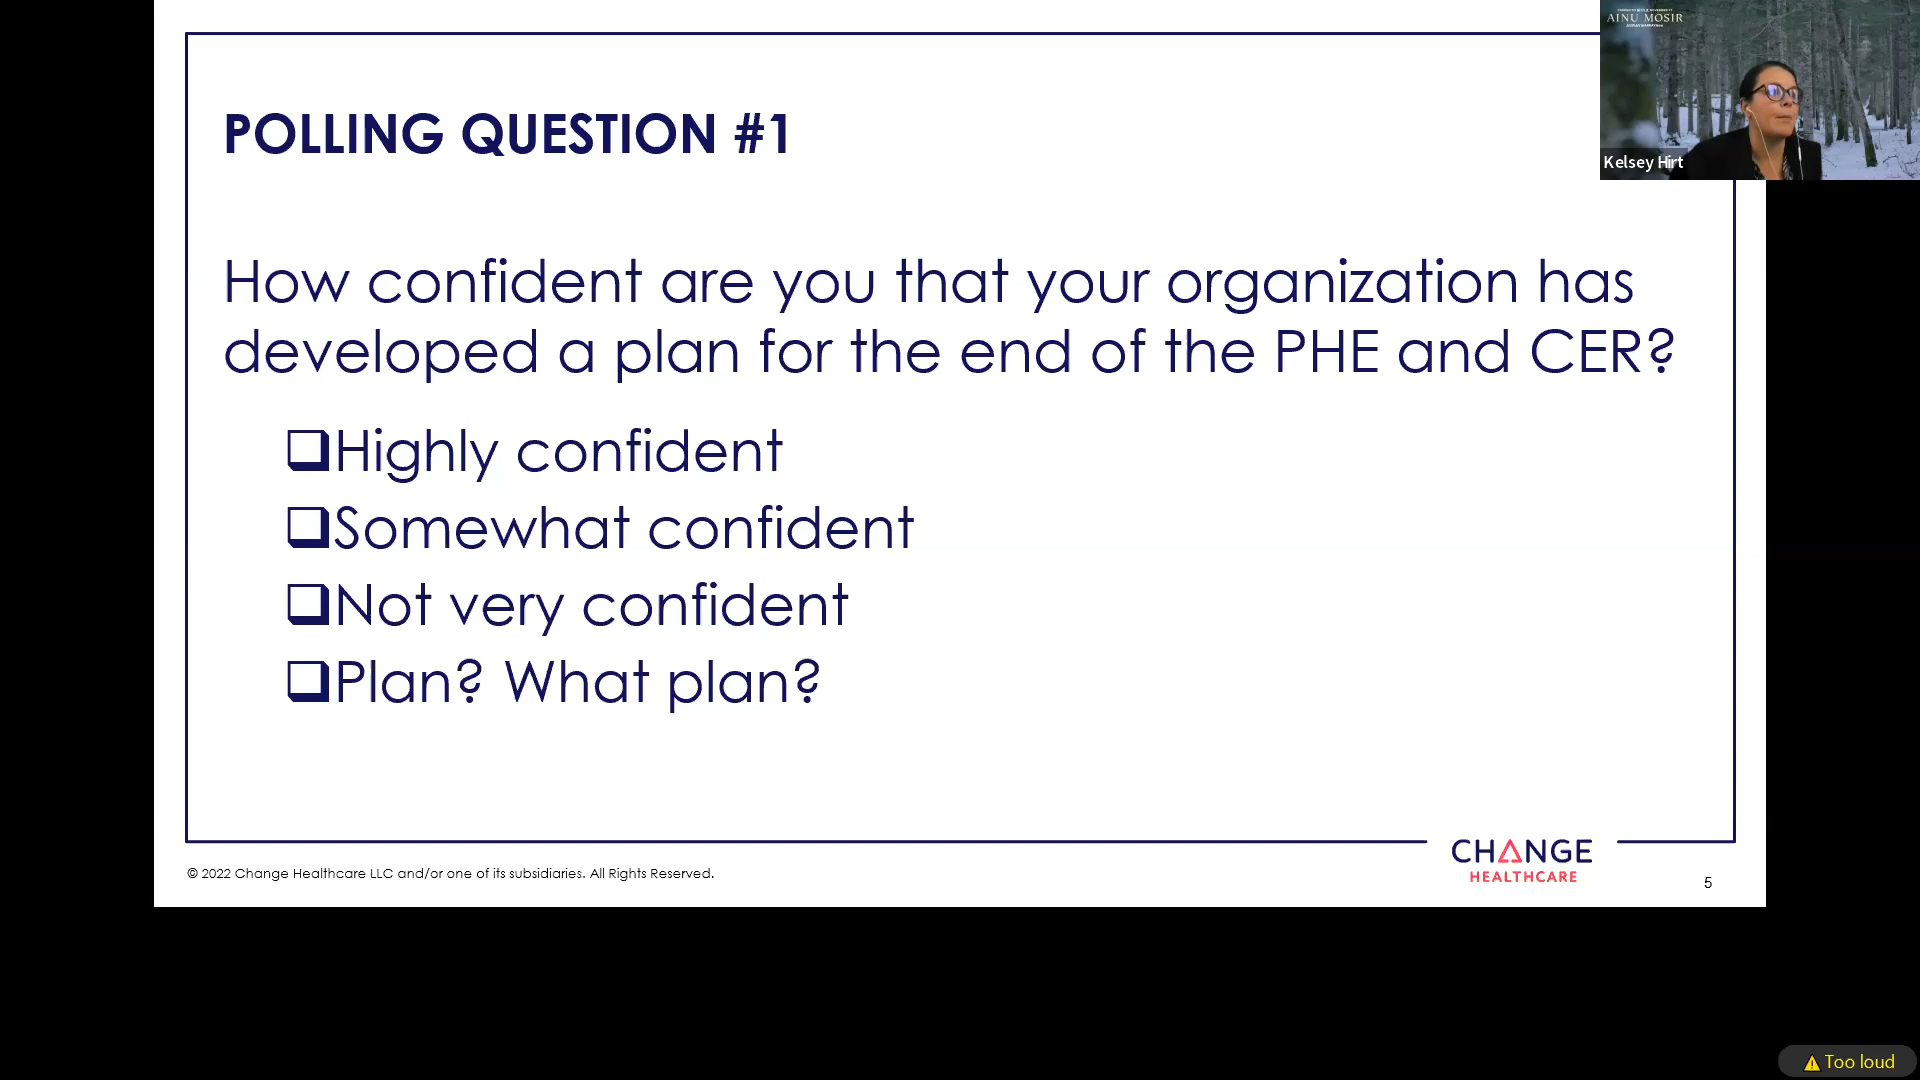 POLLING QUESTION #1
How confident are you that your organization has
developed a plan for the end of the PHE and CER?
Highly confident
Somewhat confident
Not very confident
Plan? What plan?
© 2022 Change Healthcare LLC and/or one of its subsidiaries. All Rights Reserved.
CHANGE
HEALTHCARE
5
AINU MOSIR
Kelsey Hirt
Too loud